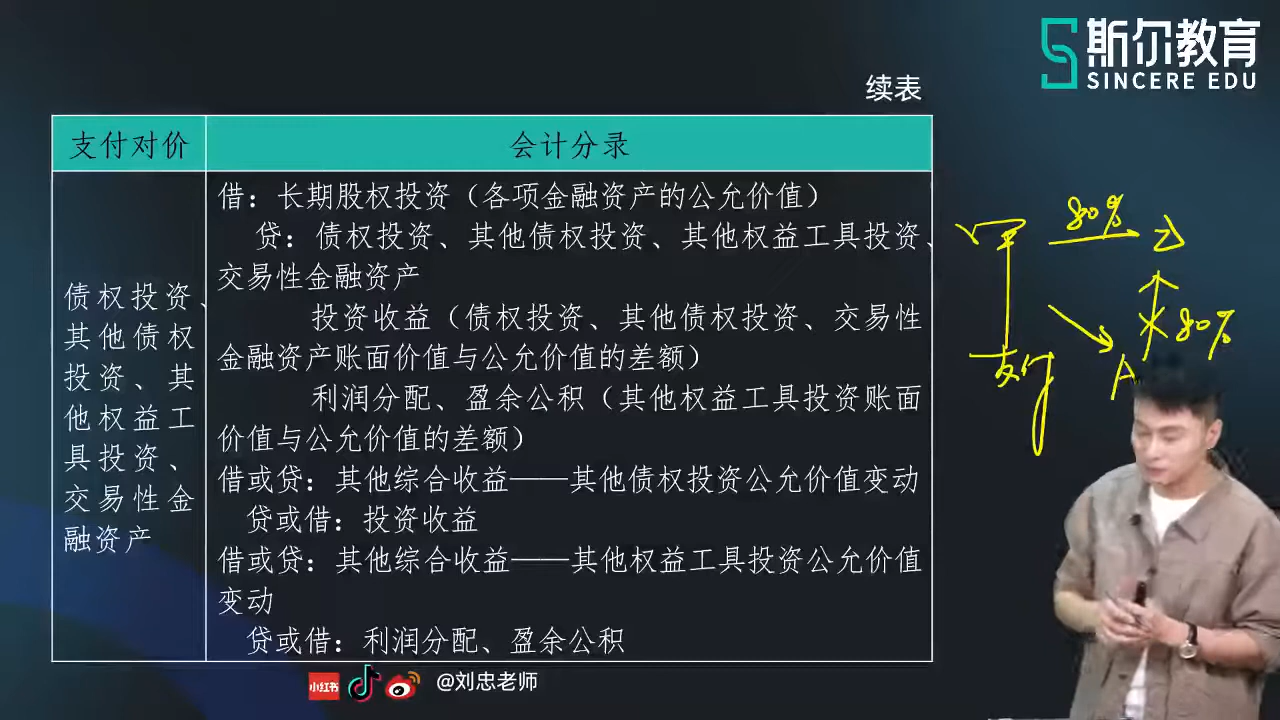 斯尔教育
SINCERE EDU
续表
支付对价
会计分录
债权投资、
其他债权
投资、其
他权益工
具投资、
交易性金
融资产
借：长期股权投资（各项金融资产的公允价值）
贷：债权投资、其他债权投资、其他权益工具投资、
交易性金融资产
投资收益（债权投资、其他债权投资、交易性
金融资产账面价值与公允价值的差额）
利润分配、盈余公积（其他权益工具投资账面
价值与公允价值的差额）
借或贷：其他综合收益——其他债权投资公允价值变动
贷或借：投资收益
借或贷：其他综合收益——其他权益工具投资公允价值
变动
贷或借：利润分配、盈余公积
甲
80%
乙
80%
支付
A
小红书
@刘忠老师